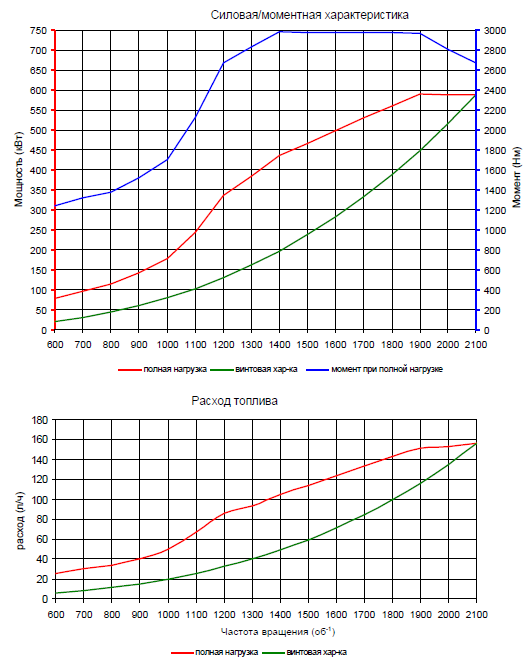 Силовая/моментная характеристика
750 3000
700 2800
650 2600
600 2400
550 2200
500 2000
450 1800
400 1600
350 1400
300 1200
250 1000
200 800
150 600
100 400
50 200
0 0
Мощность (кВт)
Момент (Нм)
600 700 800 900 1000 1100 1200 1300 1400 1500 1600 1700 1800 1900 2000 2100
полная нагрузка винтовая хар-ка момент при полной нагрузке
Расход топлива
180
160
140
120
100
80
60
40
20
0
расход (л/ч)
600 700 800 900 1000 1100 1200 1300 1400 1500 1600 1700 1800 1900 2000 2100
Частота вращения (об⁻¹)
полная нагрузка винтовая хар-ка